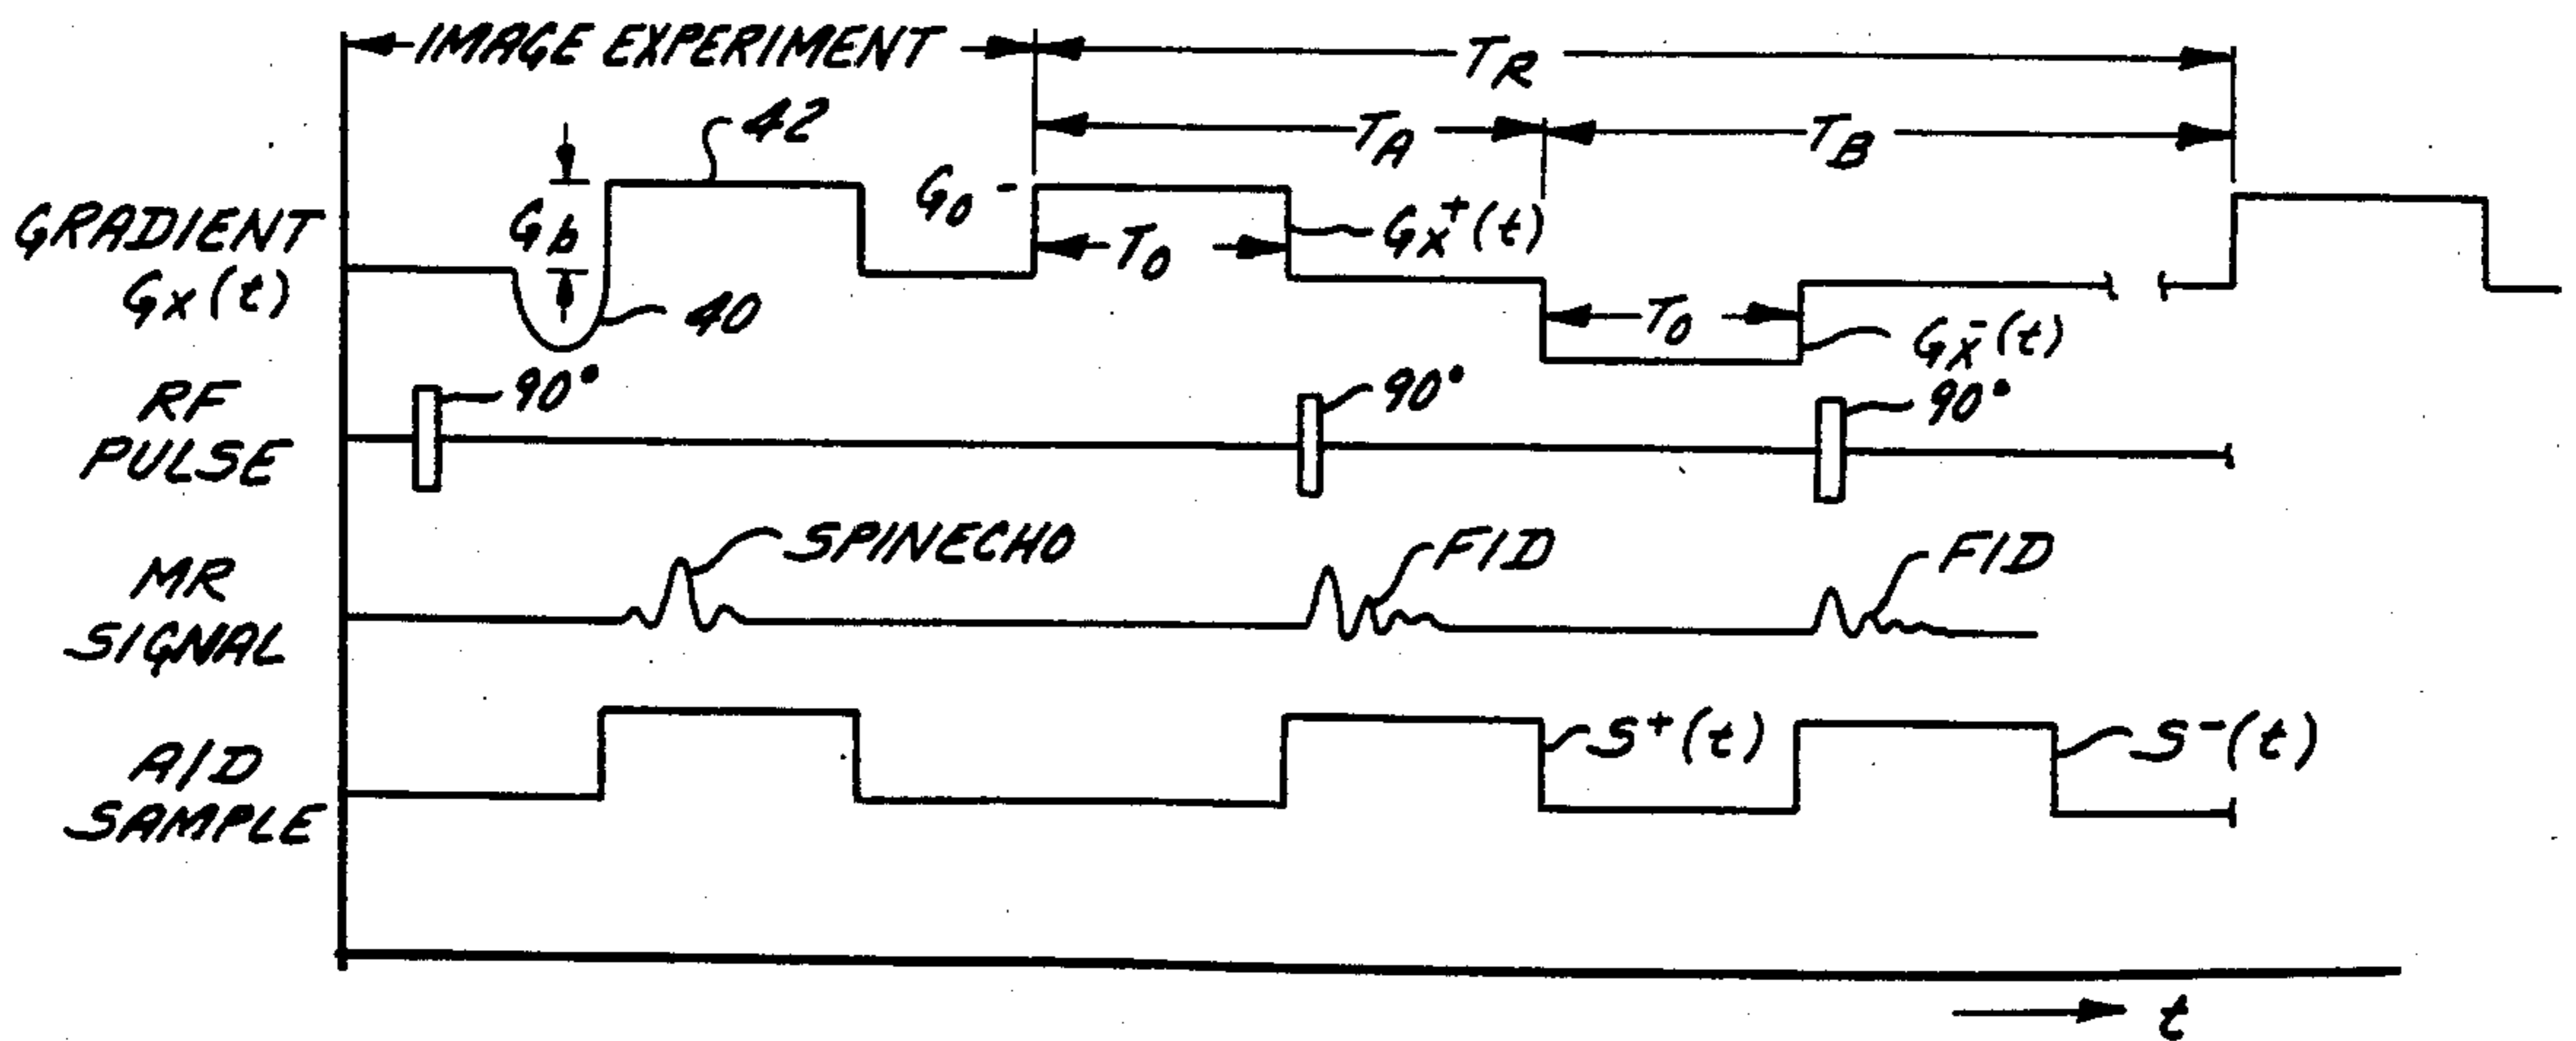 IMAGE EXPERIMENT
TR
TA
TB
42
GRADIENT
Gx(t)
Gb
40
G0
T0
Gx+(t)
T0
Gx-(t)
RF
PULSE
90°
90°
90°
MR
SIGNAL
SPINECHO
FID
FID
A/D
SAMPLE
S+(t)
S-(t)
t